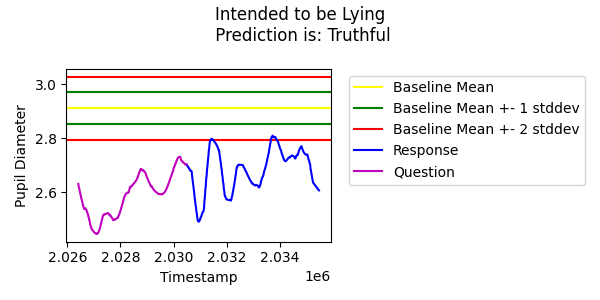 Intended to be Lying
Prediction is: Truthful
3.0
2.8
2.6
Pupil Diameter
2.026 2.028 2.030 2.032 2.034
1e6
Timestamp
Baseline Mean
Baseline Mean +- 1 stddev
Baseline Mean +- 2 stddev
Response
Question